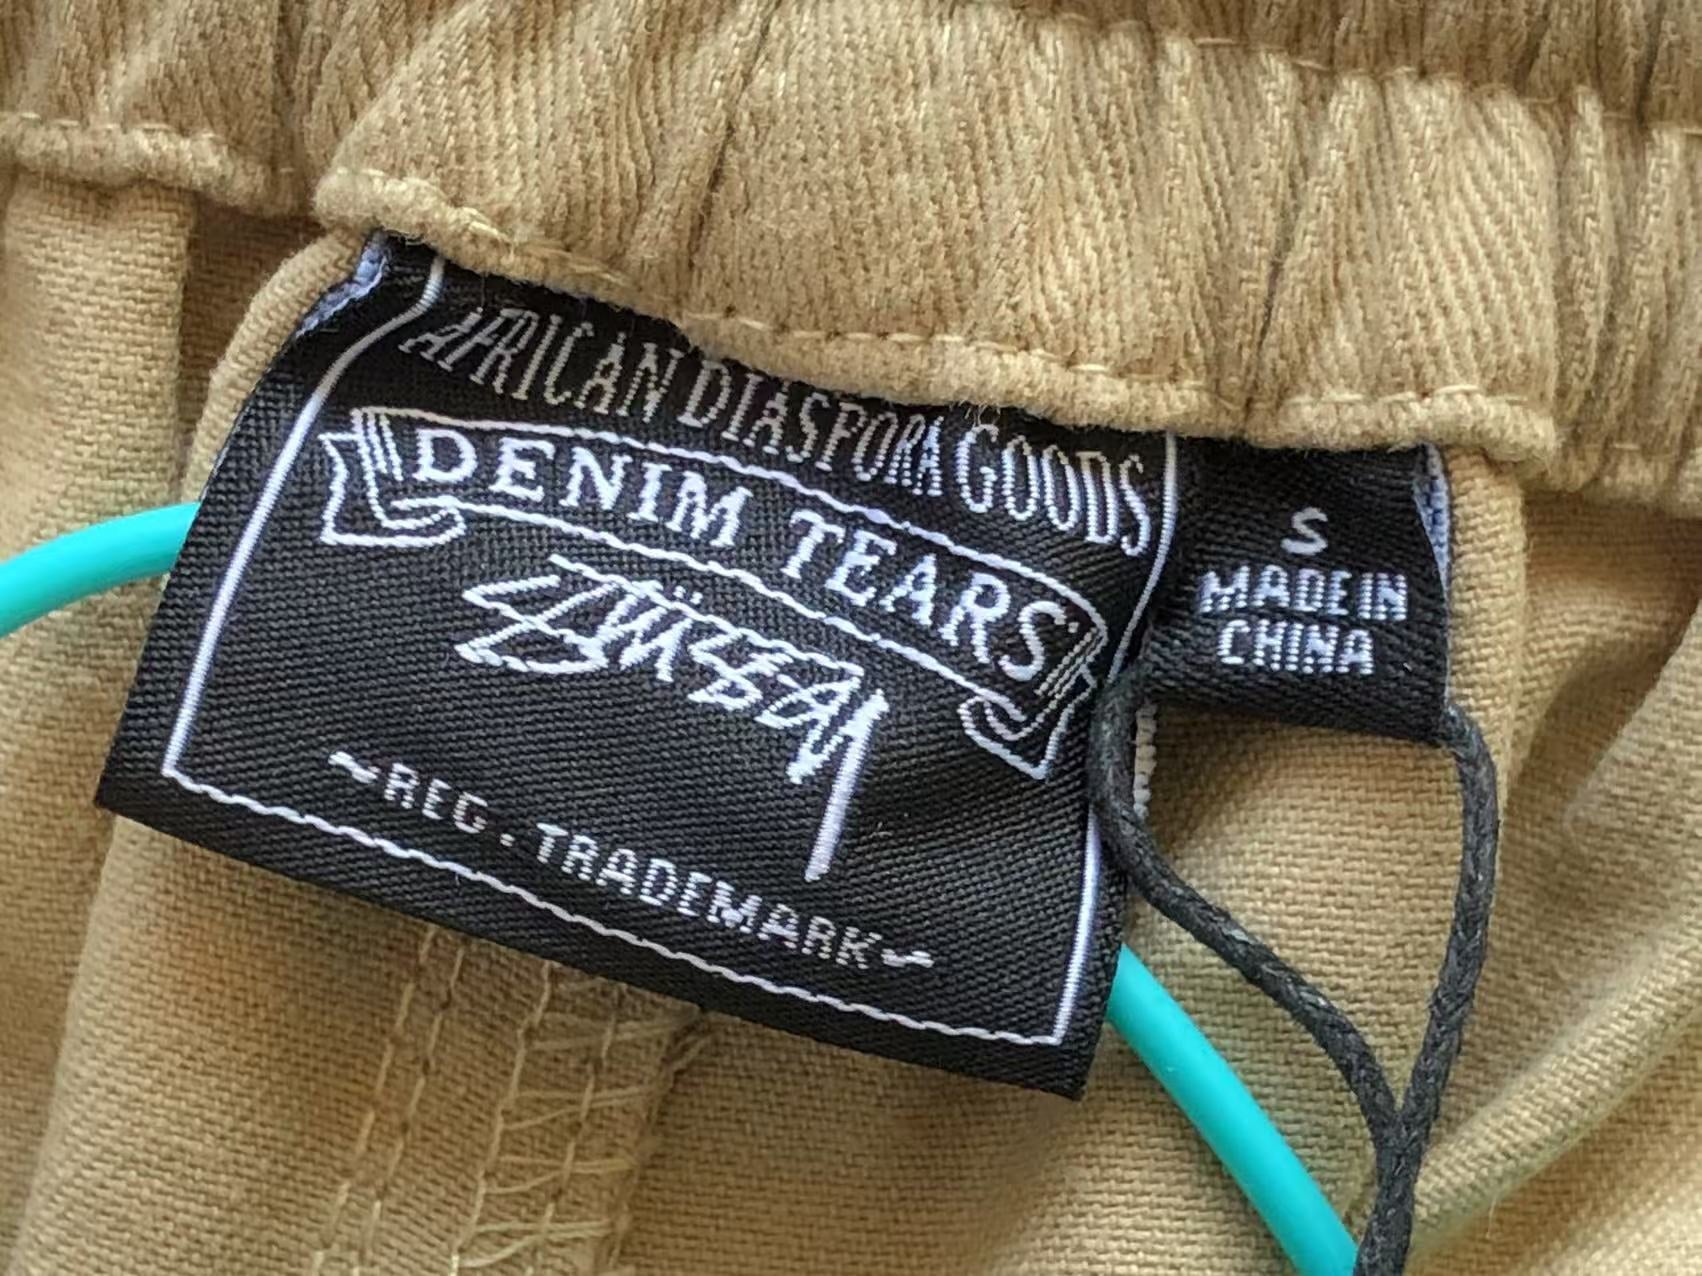 AFRICAN DIASPORA GOODS
DENIM TEARS
Stüssy
~REG. TRADEMARK~
S
MADE IN
CHINA